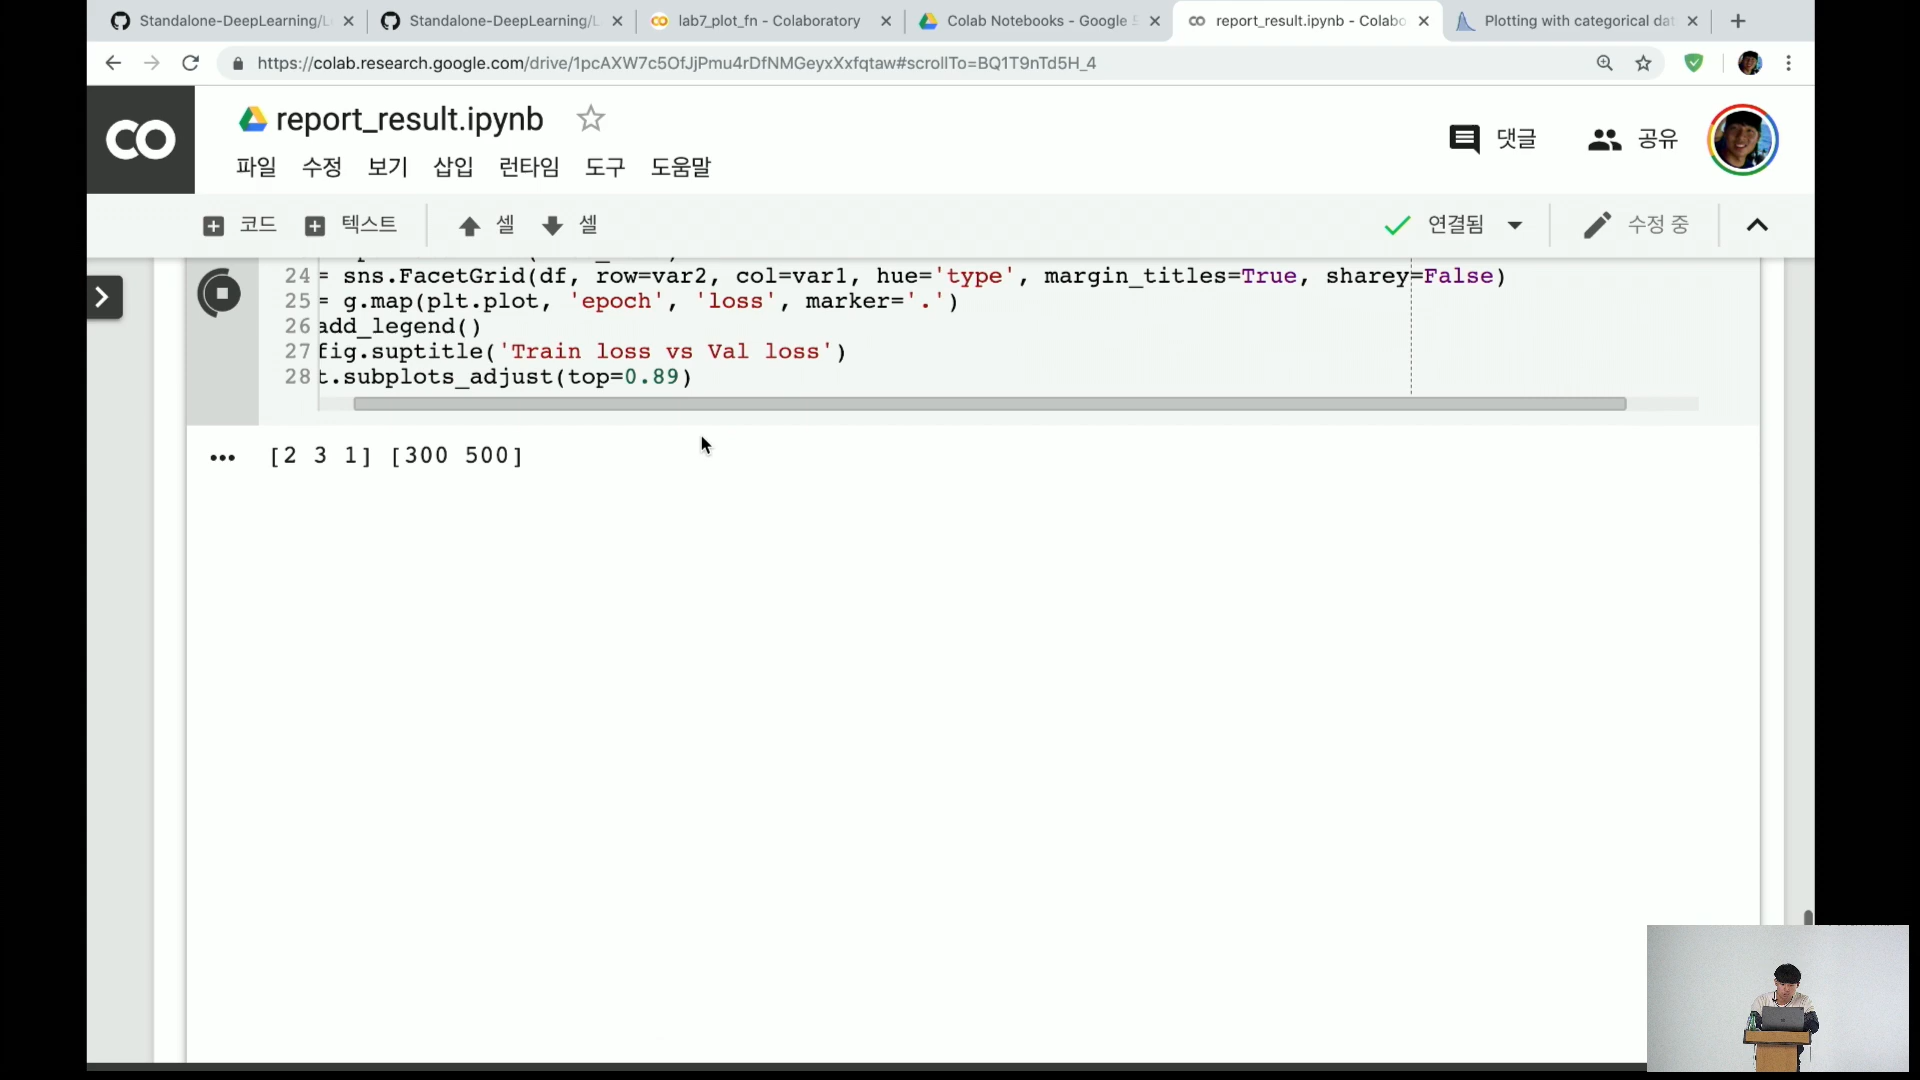 Standalone-DeepLearning/L
Standalone-DeepLearning/L
lab7_plot_fn - Colaboratory
Colab Notebooks - Google
report_result.ipynb - Colabo
Plotting with categorical dat
https://colab.research.google.com/drive/1pcAXW7c5OfJjPmu4rDfNMGeyxXxfqtaw#scrollTo=BQ1T9nTd5H_4
CO
report_result.ipynb
댓글
공유
파일 수정 보기 삽입 런타임 도구 도움말
코드 텍스트 셀 셀
연결됨
수정 중
24 = sns.FacetGrid(df, row=var2, col=var1, hue='type', margin_titles=True, sharey=False)
25 = g.map(plt.plot, 'epoch', 'loss', marker='.')
26 add_legend()
27 fig.suptitle('Train loss vs Val loss')
28 t.subplots_adjust(top=0.89)
[2 3 1] [300 500]